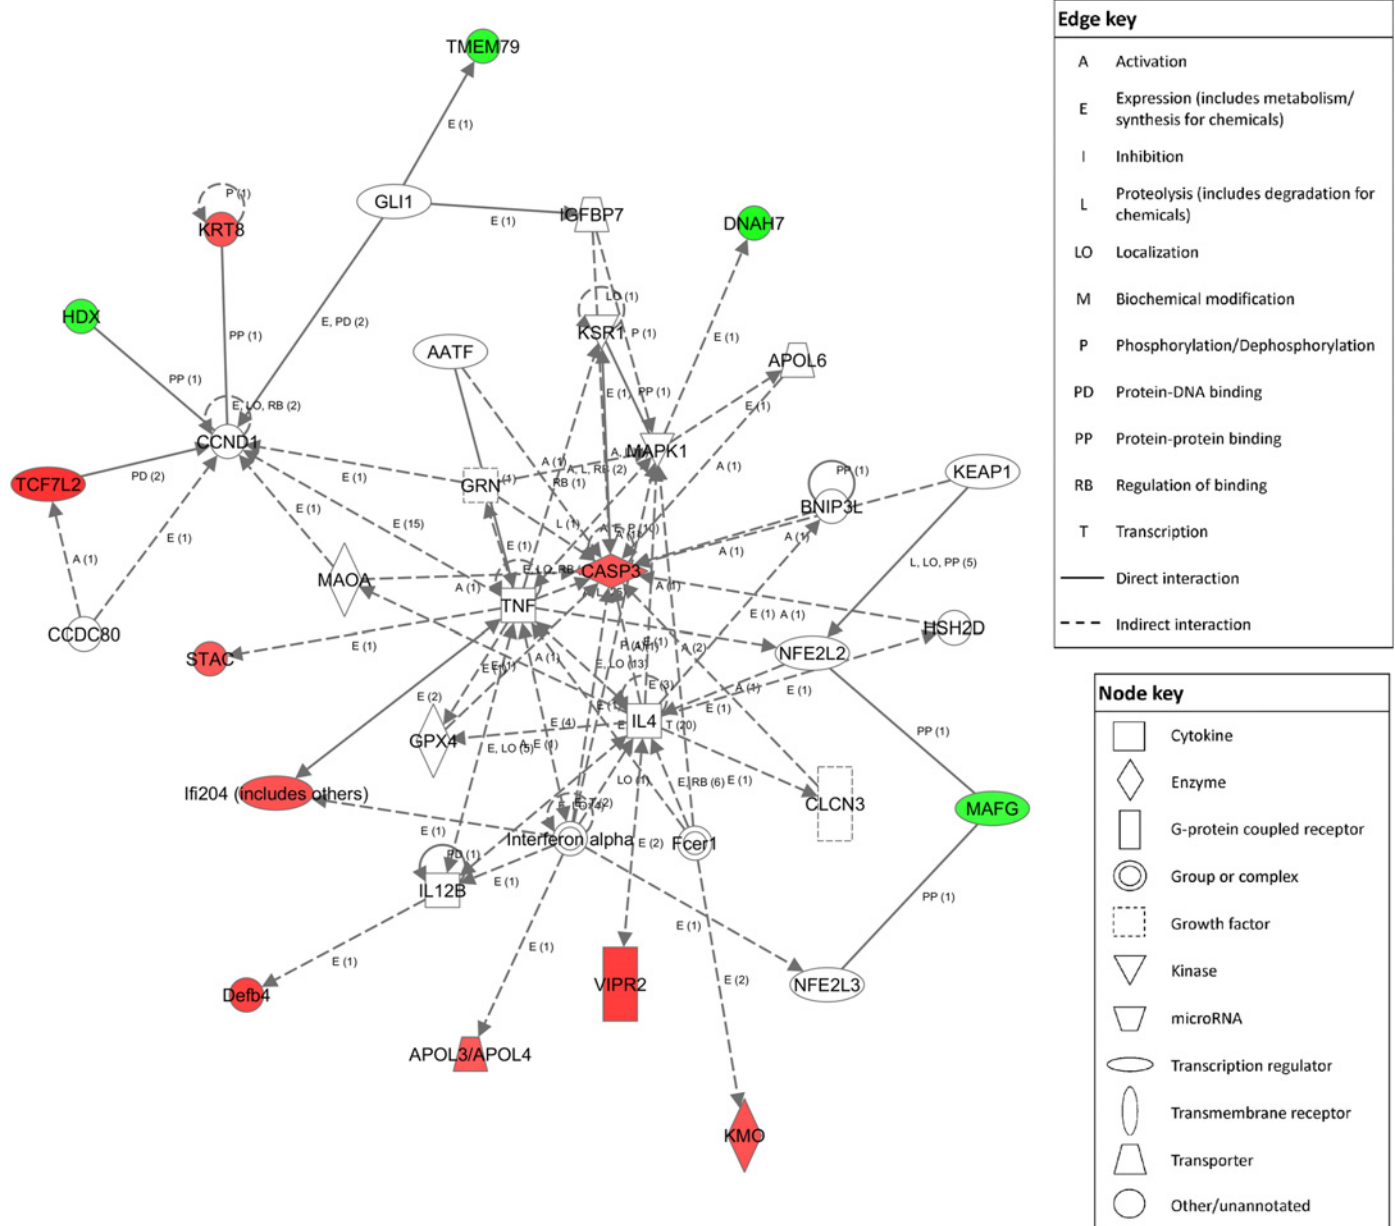 TMEM79
E (1)
GLI1
P (1)
KRT8
E (1)
IGFBP7
DNAH7
HDX
E, PD (2)
LO (1)
KSR1
P (1)
E (1)
PP (1)
AATF
APOL6
PP (1)
E (1)
PP (1)
E (1)
E, LO, RB (2)
CCND1
MAPK1
A (1)
A, L, RB (2)
A (1)
PP (1)
KEAP1
TCF7L2
PD (2)
E (1)
GRN
RB (1)
BNIP3L
E (15)
L (1)
E (1)
E (1)
A (1)
A (1)
E (1)
A (1)
L, LO, PP (5)
MAOA
CASP3
A (1)
A (1)
CCDC80
TNF
E (1)
A (1)
HSH2D
STAC
E (1)
NFE2L2
A (1)
A (2)
E, LO (13)
E (3)
A (1)
E (1)
E (2)
E (1)
IL4
E (4)
T (20)
PP (1)
GPX4
E, LO (5)
A, E (1)
LO (1)
E, RB (6)
E (1)
Ifi204 (includes others)
CLCN3
MAFG
E (1)
Interferon alpha
E (2)
Fcer1
PD (1)
IL12B
E (1)
PP (1)
E (1)
E (1)
E (1)
E (2)
Defb4
VIPR2
NFE2L3
APOL3/APOL4
KMO
Edge key
A Activation
E Expression (includes metabolism/
synthesis for chemicals)
I Inhibition
L Proteolysis (includes degradation for
chemicals)
LO Localization
M Biochemical modification
P Phosphorylation/Dephosphorylation
PD Protein-DNA binding
PP Protein-protein binding
RB Regulation of binding
T Transcription
Direct interaction
Indirect interaction
Node key
Cytokine
Enzyme
G-protein coupled receptor
Group or complex
Growth factor
Kinase
microRNA
Transcription regulator
Transmembrane receptor
Transporter
Other/unannotated